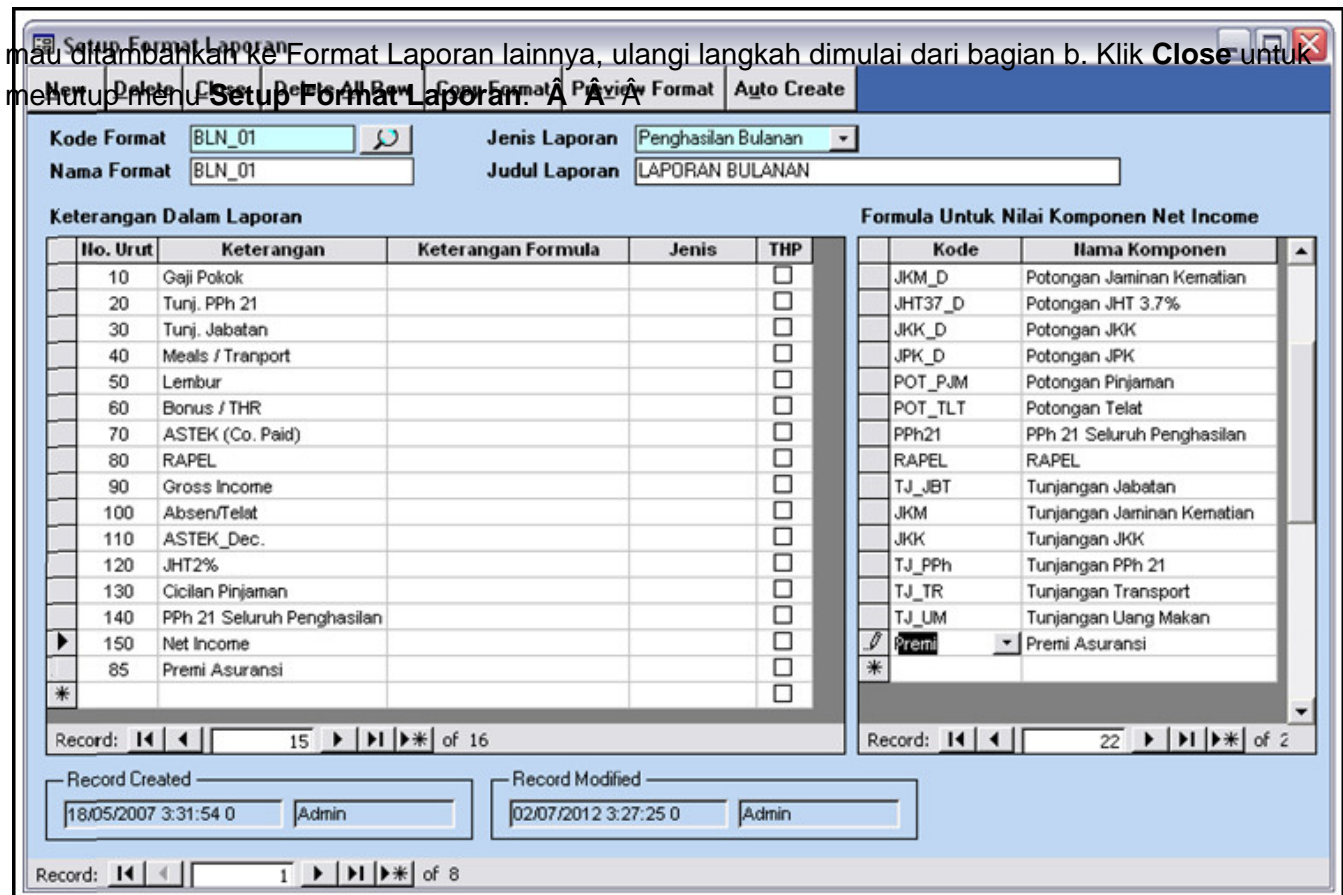 Setup Format Laporan
mau ditambahkan ke Format Laporan lainnya, ulangi langkah dimulai dari bagian b. Klik Close untuk
New Delete Close Delete All Row Copy Format Preview Format Auto Create
menutup menu Setup Format Laporan. Â Â Â
Kode Format BLN_01 Jenis Laporan Penghasilan Bulanan
Nama Format BLN_01 Judul Laporan LAPORAN BULANAN
Keterangan Dalam Laporan Formula Untuk Nilai Komponen Net Income
No. Urut Keterangan Keterangan Formula Jenis THP Kode Nama Komponen
10 Gaji Pokok JKM_D Potongan Jaminan Kematian
20 Tunj. PPh 21 JHT37_D Potongan JHT 3.7%
30 Tunj. Jabatan JKK_D Potongan JKK
40 Meals / Tranport JPK_D Potongan JPK
50 Lembur POT_PJM Potongan Pinjaman
60 Bonus / THR POT_TLT Potongan Telat
70 ASTEK (Co. Paid) PPh21 PPh 21 Seluruh Penghasilan
80 RAPEL RAPEL RAPEL
90 Gross Income TJ_JBT Tunjangan Jabatan
100 Absen/Telat JKM Tunjangan Jaminan Kematian
110 ASTEK_Dec. JKK Tunjangan JKK
120 JHT2% TJ_PPh Tunjangan PPh 21
130 Cicilan Pinjaman TJ_TR Tunjangan Transport
140 PPh 21 Seluruh Penghasilan TJ_UM Tunjangan Uang Makan
150 Net Income Premi Premi Asuransi
85 Premi Asuransi
Record: 15 of 16 Record: 22 of 2
Record Created Record Modified
18/05/2007 3:31:54 0 Admin 02/07/2012 3:27:25 0 Admin
Record: 1 of 8